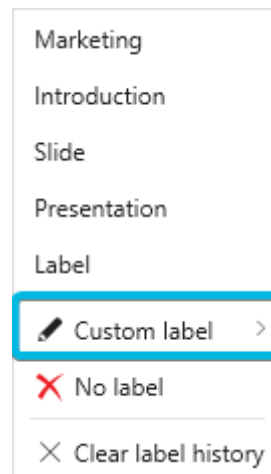 Marketing
Introduction
Slide
Presentation
Label
Custom label
No label
Clear label history